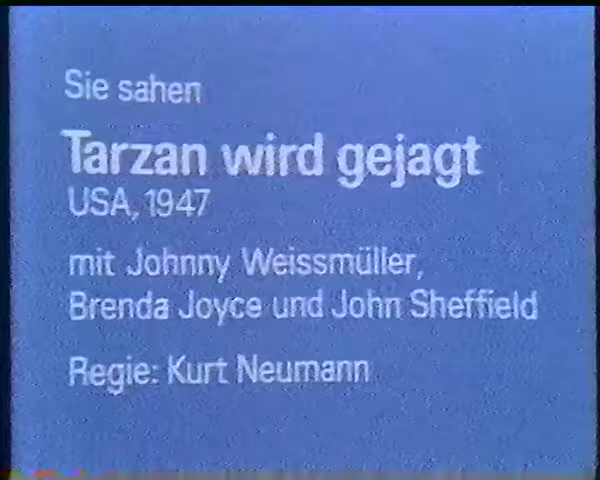 Sie sahen
Tarzan wird gejagt
USA, 1947
mit Johnny Weissmüller,
Brenda Joyce und John Sheffield
Regie: Kurt Neumann